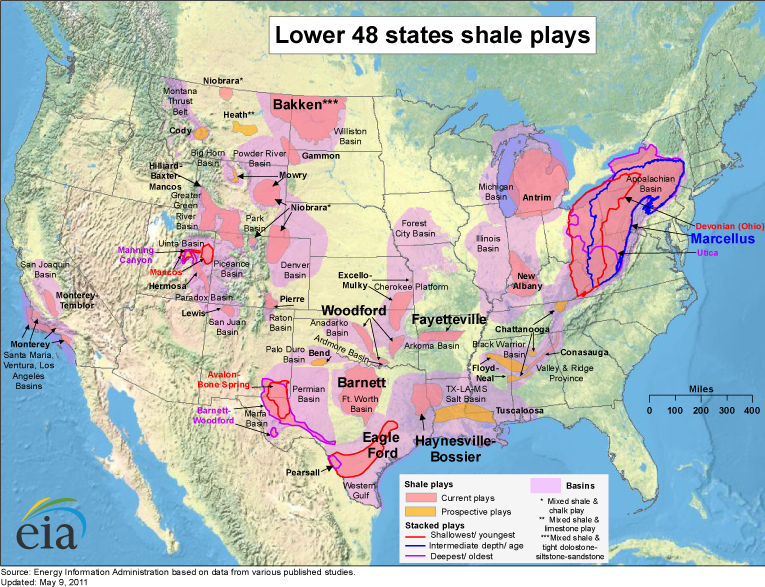 Lower 48 states shale plays
Niobrara*
Montana
Thrust
Belt
Bakken***
Heath**
Cody
Williston
Basin
Big Horn
Basin
Powder River
Basin
Gammon
Hilliard-
Baxter-
Mancos
Mowry
Greater
Green
River
Basin
Park
Basin
Niobrara*
Michigan
Basin
Antrim
Appalachian
Basin
Devonian (Ohio)
Marcellus
Utica
Forest
City Basin
Illinois
Basin
Uinta Basin
Manning
Canyon
Mancos
Piceance
Basin
Denver
Basin
Hermosa
San Joaquin
Basin
Monterey-
Temblor
Paradox Basin
Pierre
Lewis
San Juan
Basin
Raton
Basin
Excello-
Mulky
Cherokee Platform
New
Albany
Woodford
Fayetteville
Anadarko
Basin
Ardmore Basin
Arkoma Basin
Chattanooga
Black Warrior
Basin
Conasauga
Floyd-
Neal
Valley & Ridge
Province
Monterey
Santa Maria,
Ventura, Los
Angeles
Basins
Palo Duro
Basin
Bend
Avalon-
Bone Spring
Permian
Basin
Barnett
Ft. Worth
Basin
TX-LA-MS
Salt Basin
Tuscaloosa
Barnett-
Woodford
Marfa
Basin
Eagle
Ford
Haynesville-
Bossier
Pearsall
Western
Gulf
Miles
0 100 200 300 400
Shale plays
Current plays
Prospective plays
Stacked plays
Shallowest/ youngest
Intermediate depth/ age
Deepest/ oldest
Basins
* Mixed shale &
chalk play
** Mixed shale &
limestone play
***Mixed shale &
tight dolostone-
siltstone-sandstone
eia
Source: Energy Information Administration based on data from various published studies.
Updated: May 9, 2011